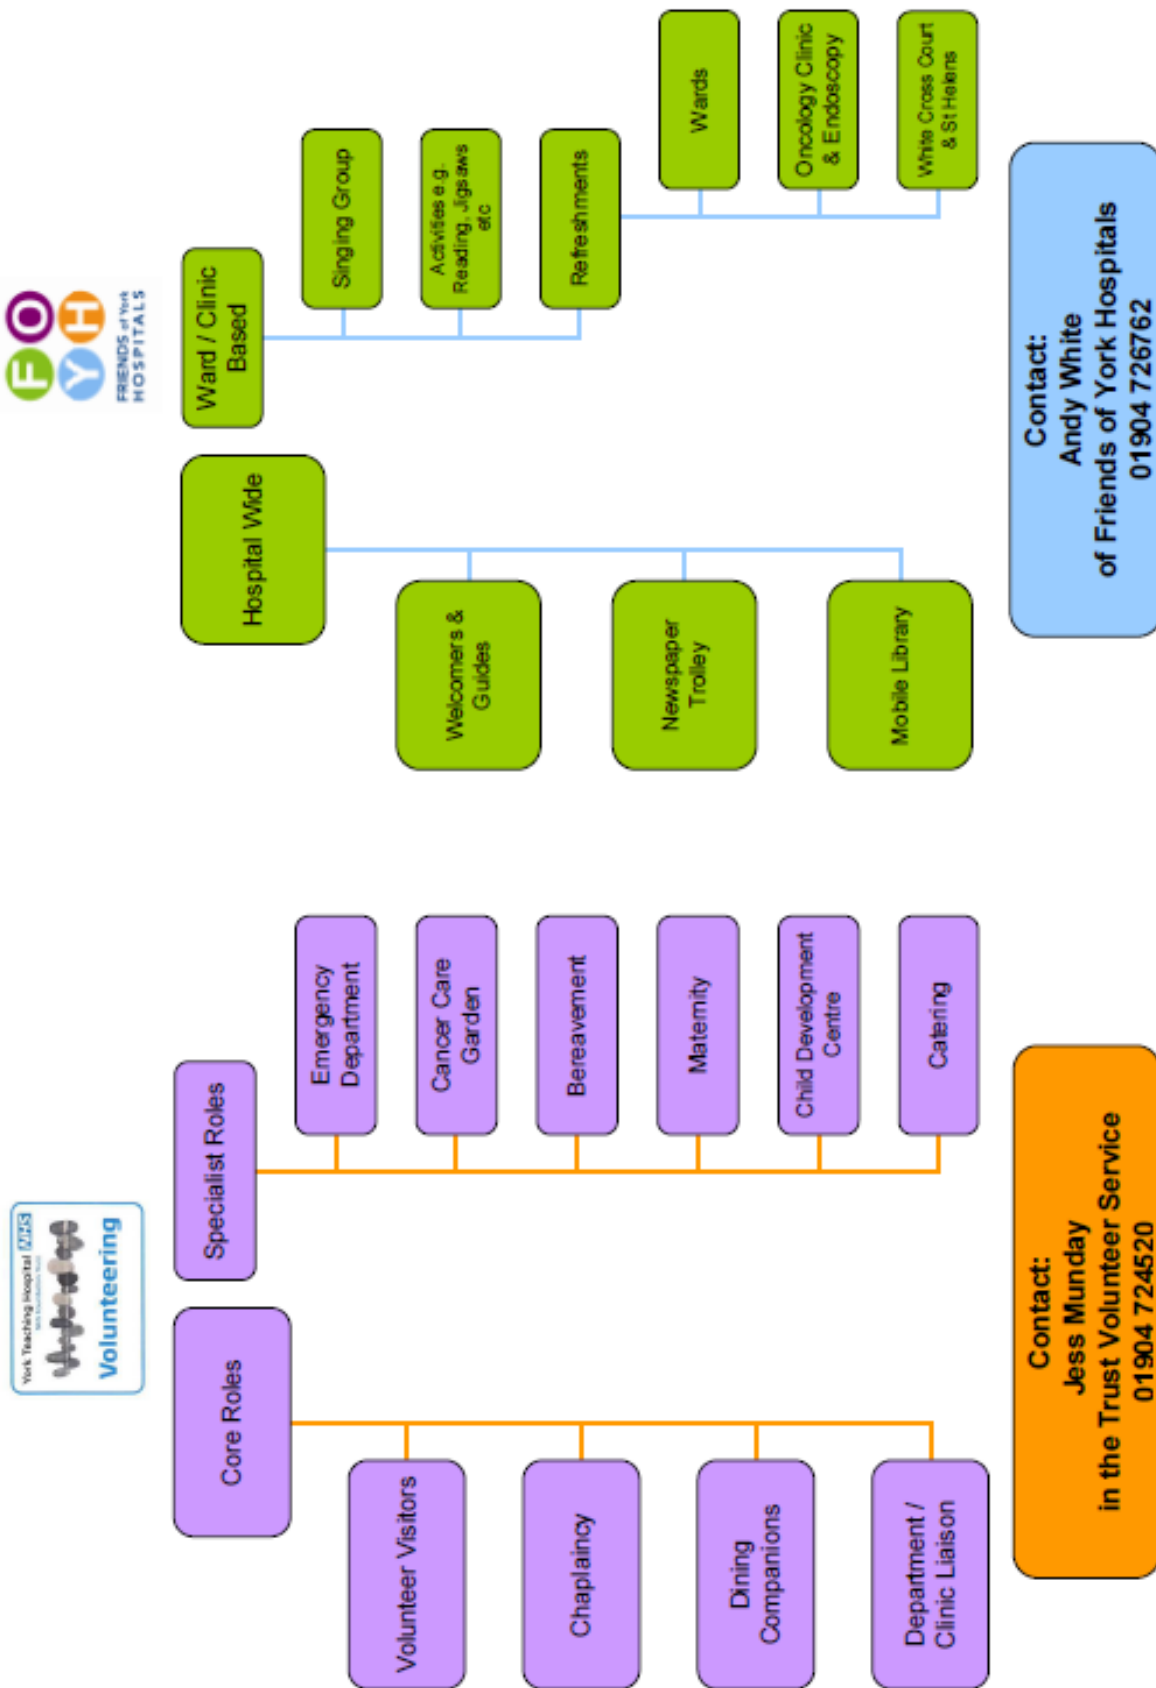 York Teaching Hospital NHS
Volunteering
Core Roles
Volunteer Visitors
Chaplaincy
Dining
Companions
Department /
Clinic Liaison
Specialist Roles
Emergency
Department
Cancer Care
Garden
Bereavement
Maternity
Child Development
Centre
Catering
Contact:
Jess Munday
in the Trust Volunteer Service
01904 724520
FOYH
FRIENDS of York
HOSPITALS
Hospital Wide
Welcomers &
Guides
Newspaper
Trolley
Mobile Library
Ward / Clinic
Based
Singing Group
Activities e.g.
Reading, Jigsaws
etc
Refreshments
Wards
Oncology Clinic
& Endoscopy
White Cross Court
& St Helens
Contact:
Andy White
of Friends of York Hospitals
01904 726762